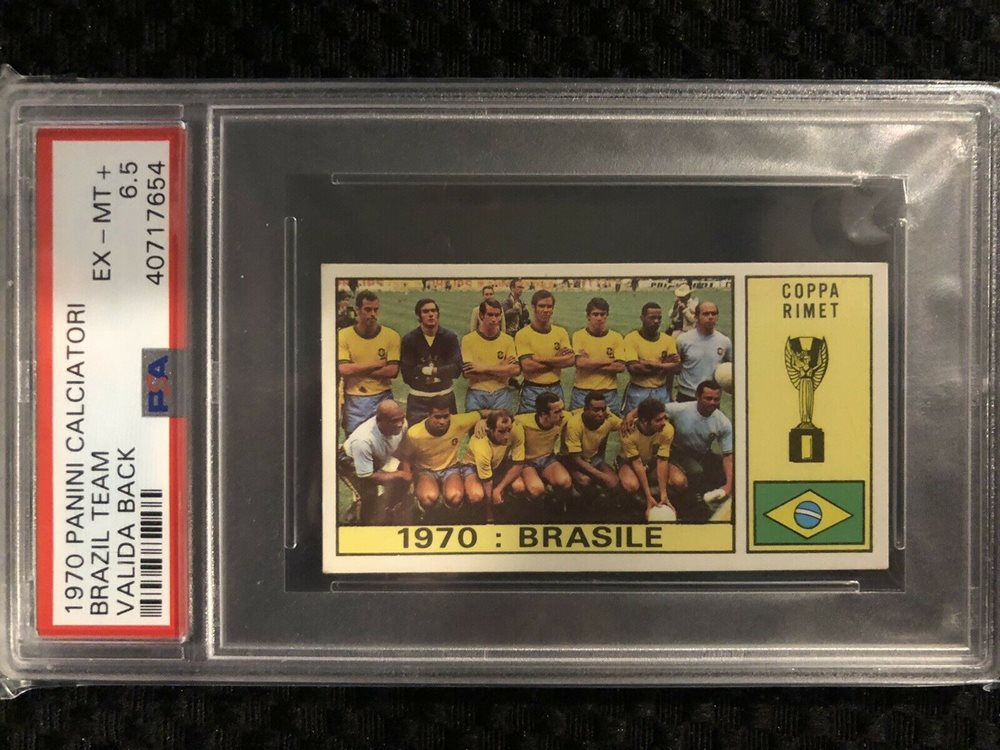 1970 PANINI CALCIATORI
BRAZIL TEAM
VALIDA BACK
EX - MT +
6.5
40717654
PSA
COPPA
RIMET
1970 : BRASILE